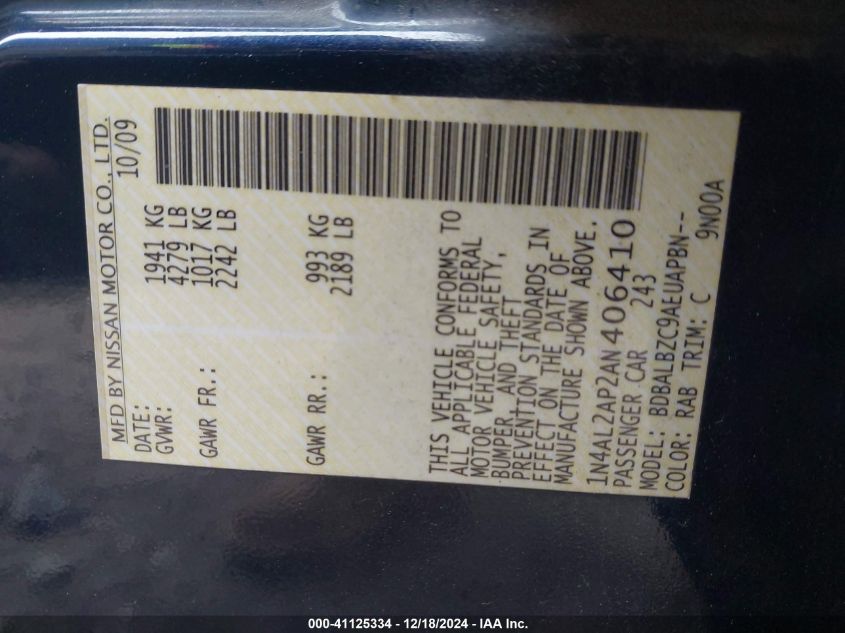 MFD BY NISSAN MOTOR CO., LTD.
DATE: 10/09
GVWR: 1941 KG
4279 LB
GAWR FR.: 1017 KG
2242 LB
GAWR RR.: 993 KG
2189 LB
THIS VEHICLE CONFORMS TO
ALL APPLICABLE FEDERAL
MOTOR VEHICLE SAFETY,
BUMPER, AND THEFT
PREVENTION STANDARDS IN
EFFECT ON THE DATE OF
MANUFACTURE SHOWN ABOVE.
1N4AL2AP2AN406410
PASSENGER CAR 243
MODEL: BDBALBZC9AEUAPBN--
COLOR: RAB TRIM: C 9N00A
000-41125334 - 12/18/2024 - IAA Inc.